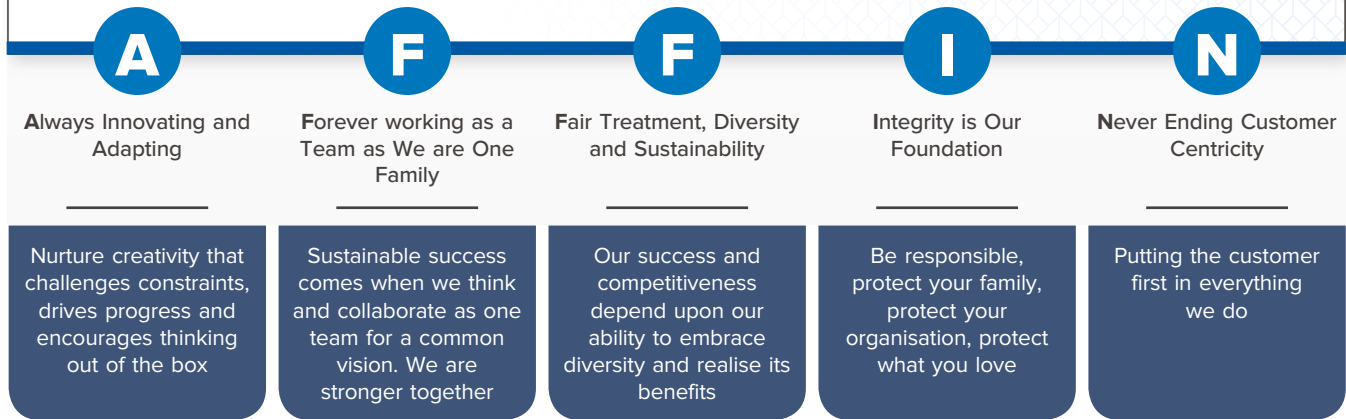 A
Always Innovating and
Adapting
Nurture creativity that
challenges constraints,
drives progress and
encourages thinking
out of the box
F
Forever working as a
Team as We are One
Family
Sustainable success
comes when we think
and collaborate as one
team for a common
vision. We are
stronger together
F
Fair Treatment, Diversity
and Sustainability
Our success and
competitiveness
depend upon our
ability to embrace
diversity and realise its
benefits
I
Integrity is Our
Foundation
Be responsible,
protect your family,
protect your
organisation, protect
what you love
N
Never Ending Customer
Centricity
Putting the customer
first in everything
we do